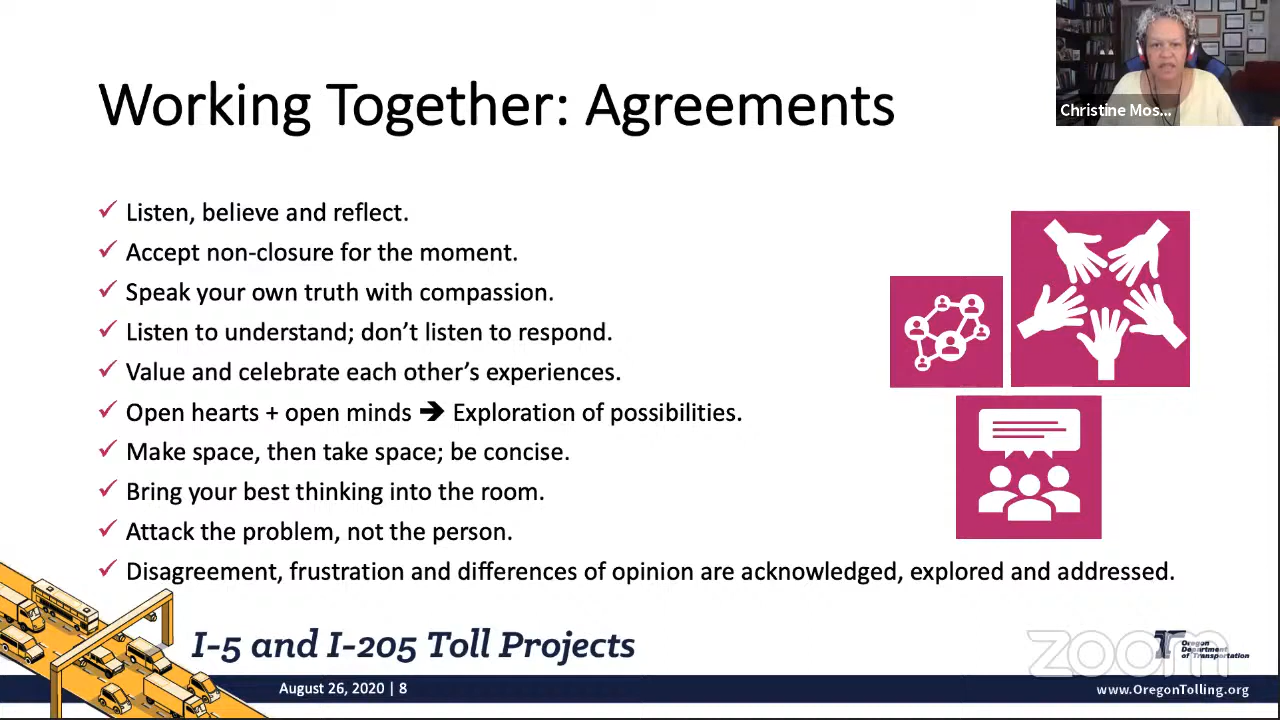 Working Together: Agreements
Christine Mos...
✓ Listen, believe and reflect.
✓ Accept non-closure for the moment.
✓ Speak your own truth with compassion.
✓ Listen to understand; don’t listen to respond.
✓ Value and celebrate each other’s experiences.
✓ Open hearts + open minds ➔ Exploration of possibilities.
✓ Make space, then take space; be concise.
✓ Bring your best thinking into the room.
✓ Attack the problem, not the person.
✓ Disagreement, frustration and differences of opinion are acknowledged, explored and addressed.
I-5 and I-205 Toll Projects
zoom
Oregon
Department
of Transportation
August 26, 2020 | 8
www.OregonTolling.org